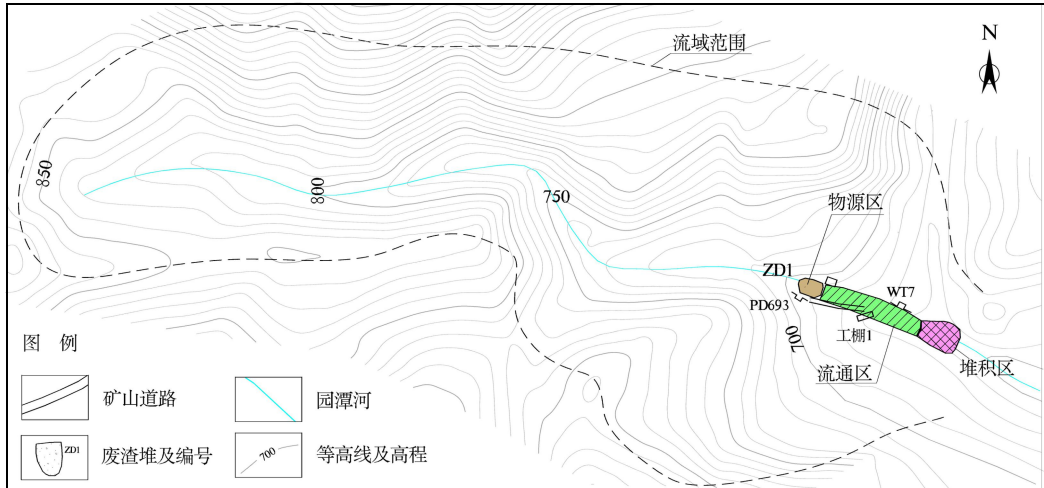 流域范围
N
850
800
750
物源区
ZD1
WT7
PD693
工棚1
700
堆积区
流通区
图 例
矿山道路
园潭河
ZD1
废渣堆及编号
700
等高线及高程